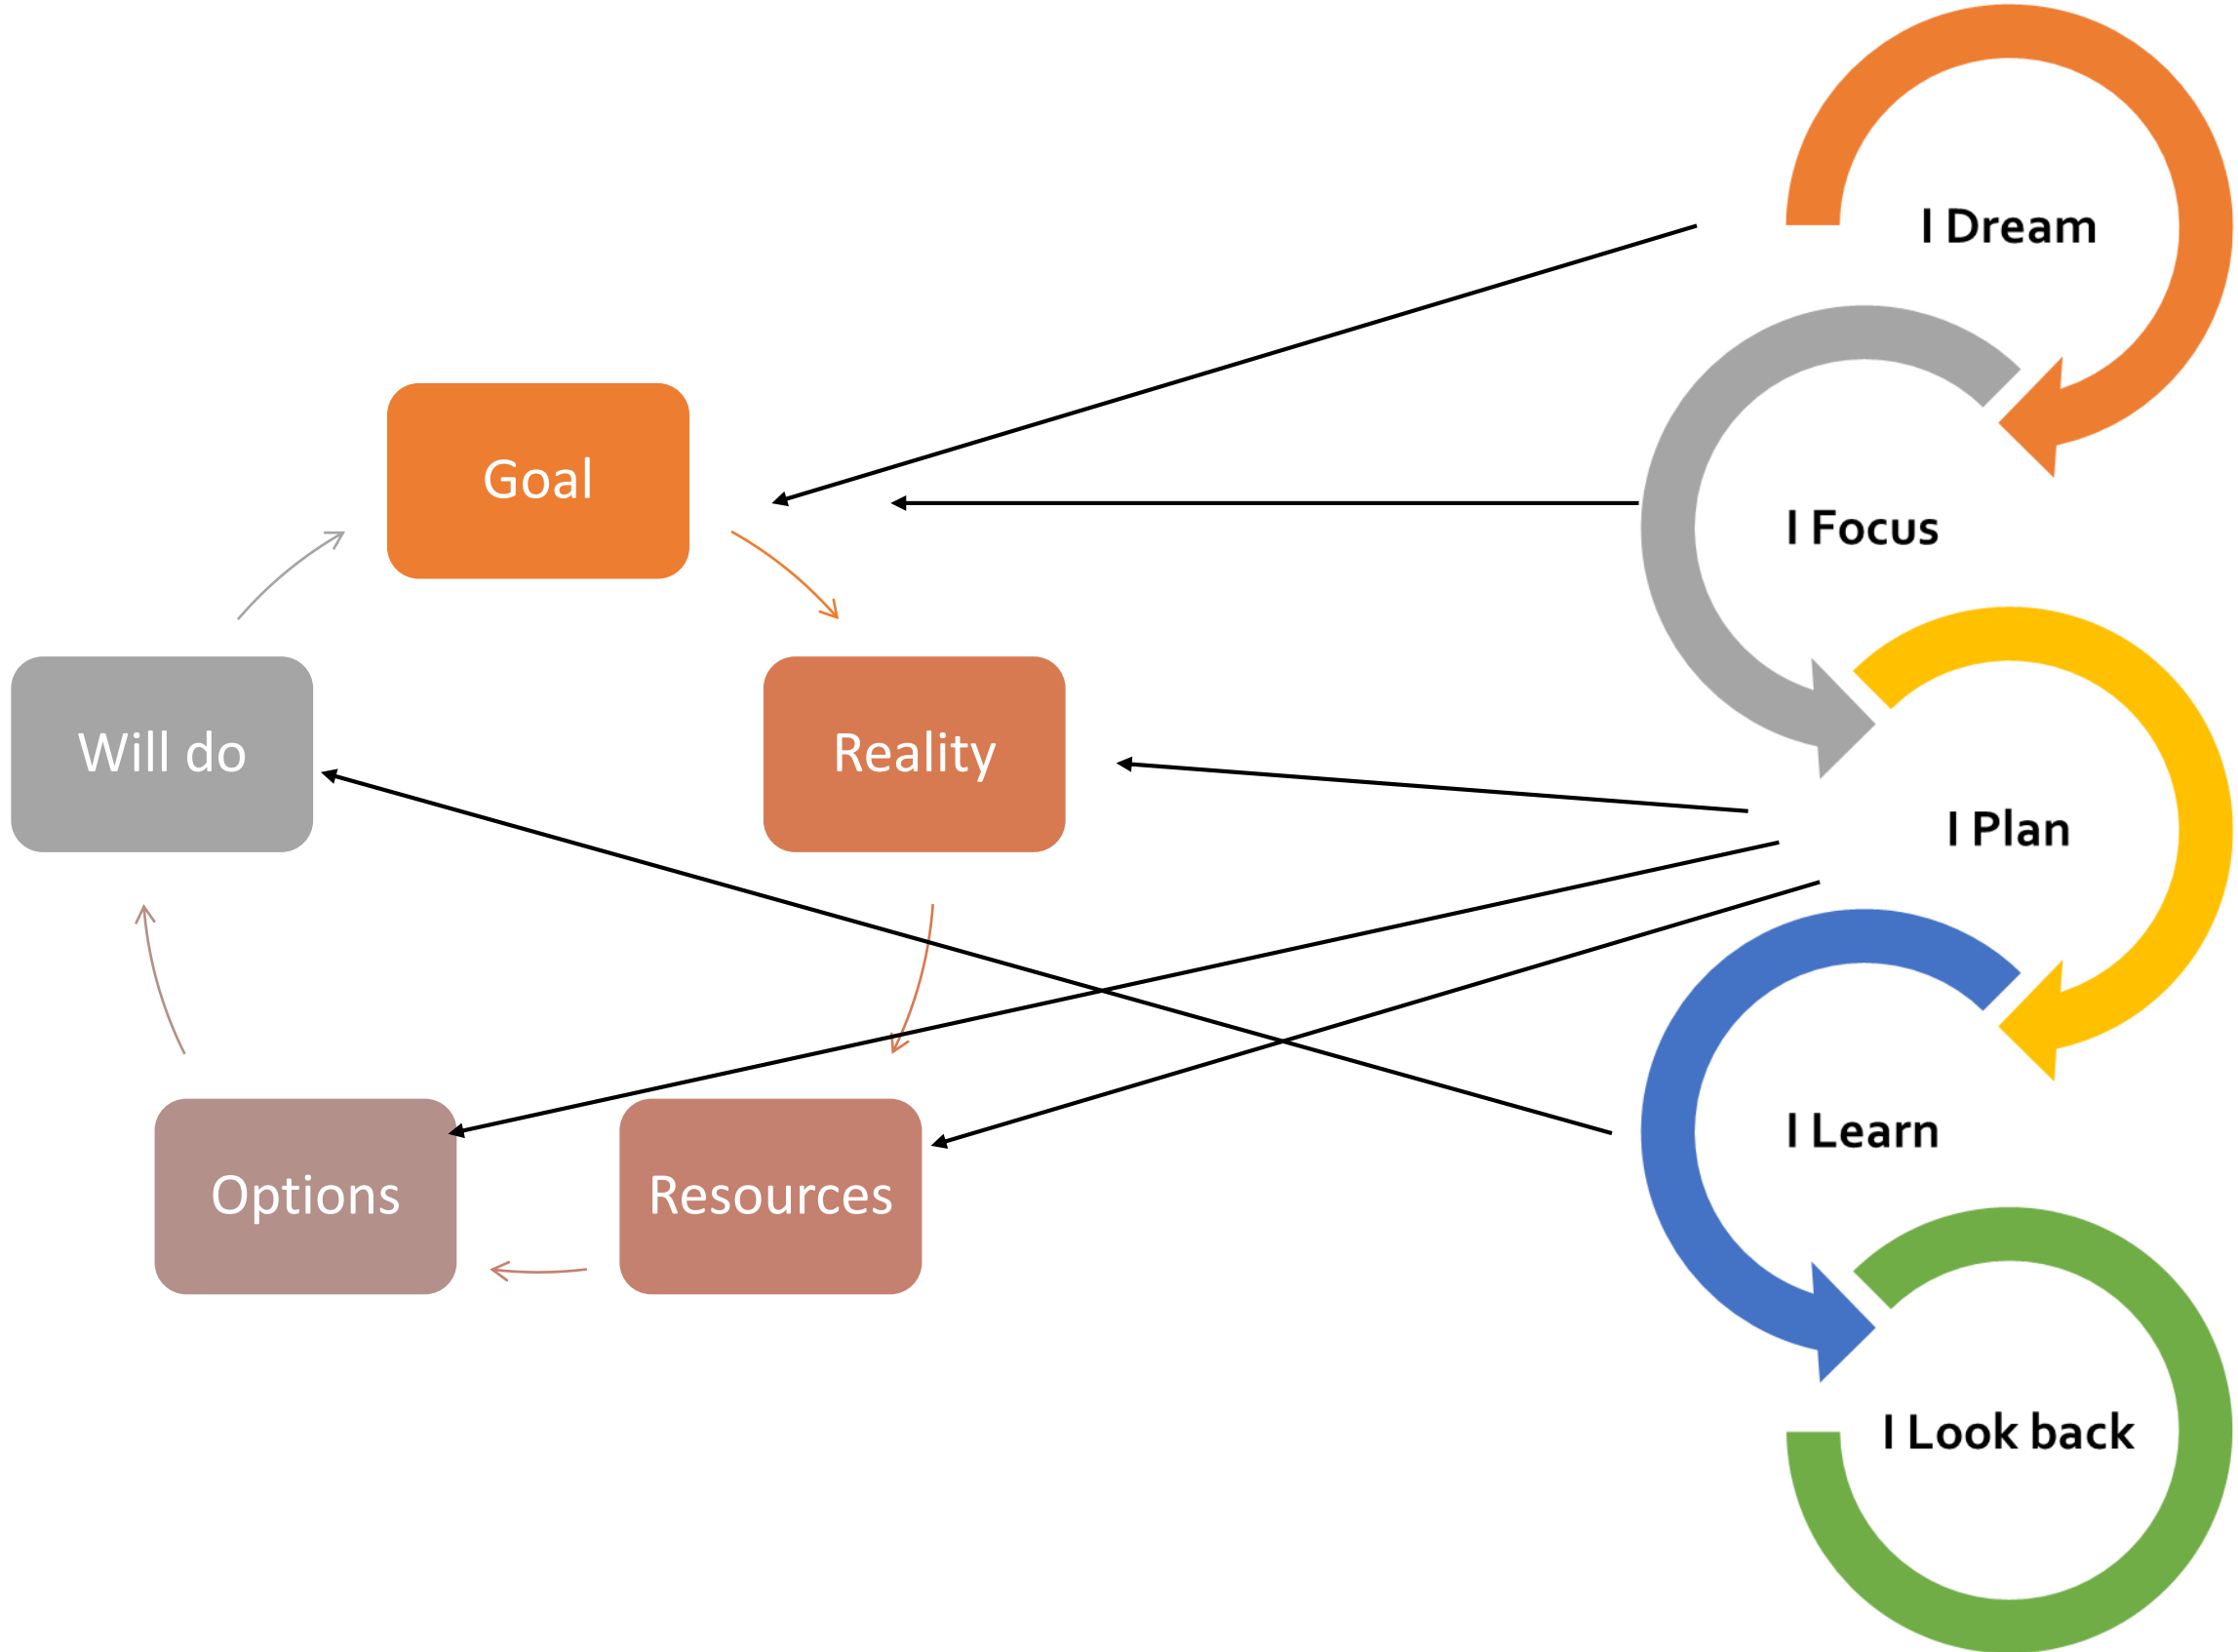 Goal
Reality
Resources
Options
Will do
I Dream
I Focus
I Plan
I Learn
I Look back